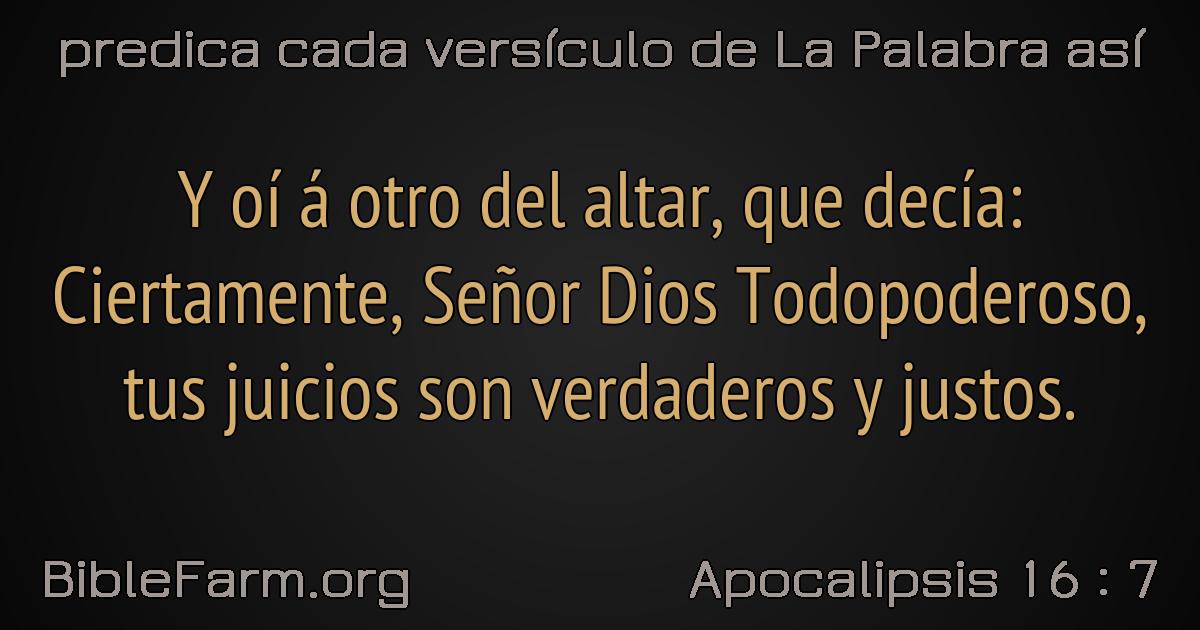 predica cada versículo de La Palabra así
Y oí á otro del altar, que decía:
Ciertamente, Señor Dios Todopoderoso,
tus juicios son verdaderos y justos.
BibleFarm.org
Apocalipsis 16 : 7